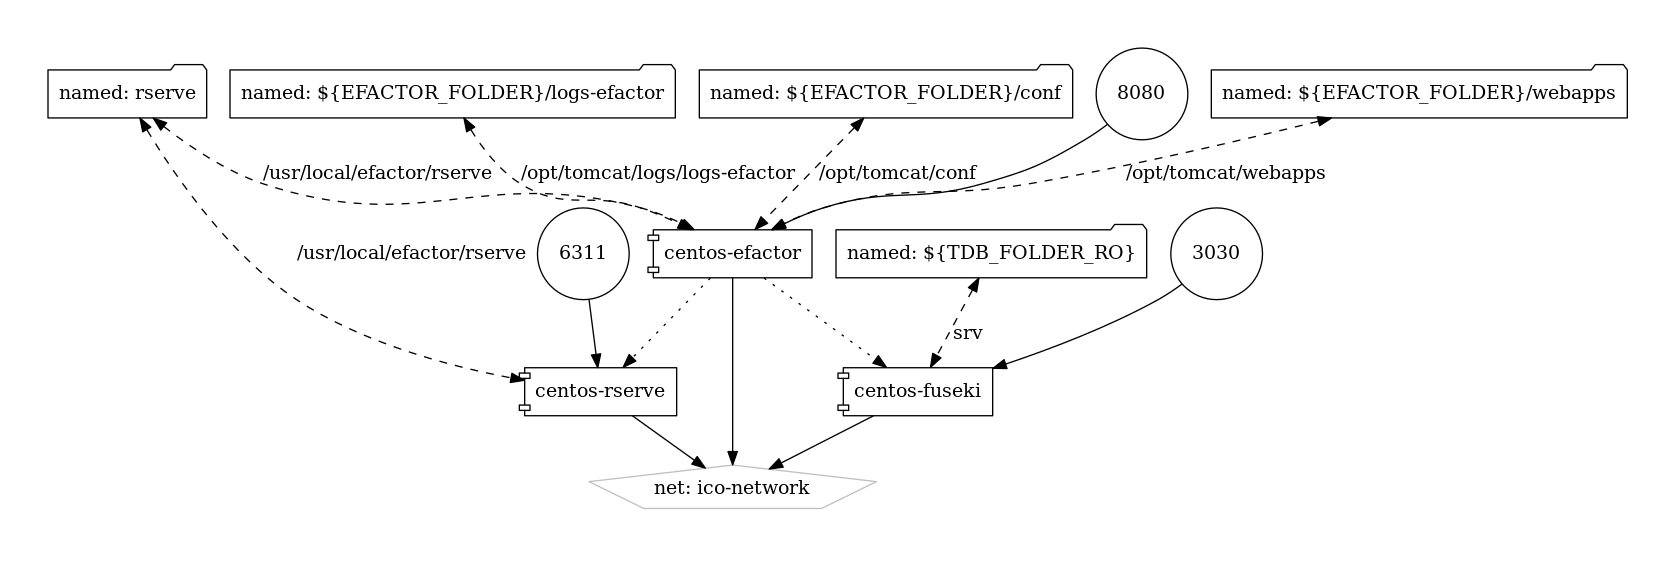 named: rserve
named: ${EFACTOR_FOLDER}/logs-efactor
named: ${EFACTOR_FOLDER}/conf
8080
named: ${EFACTOR_FOLDER}/webapps
/usr/local/efactor/rserve
/opt/tomcat/logs/logs-efactor
/opt/tomcat/conf
/opt/tomcat/webapps
/usr/local/efactor/rserve
6311
centos-efactor
named: ${TDB_FOLDER_RO}
3030
srv
centos-rserve
centos-fuseki
net: ico-network